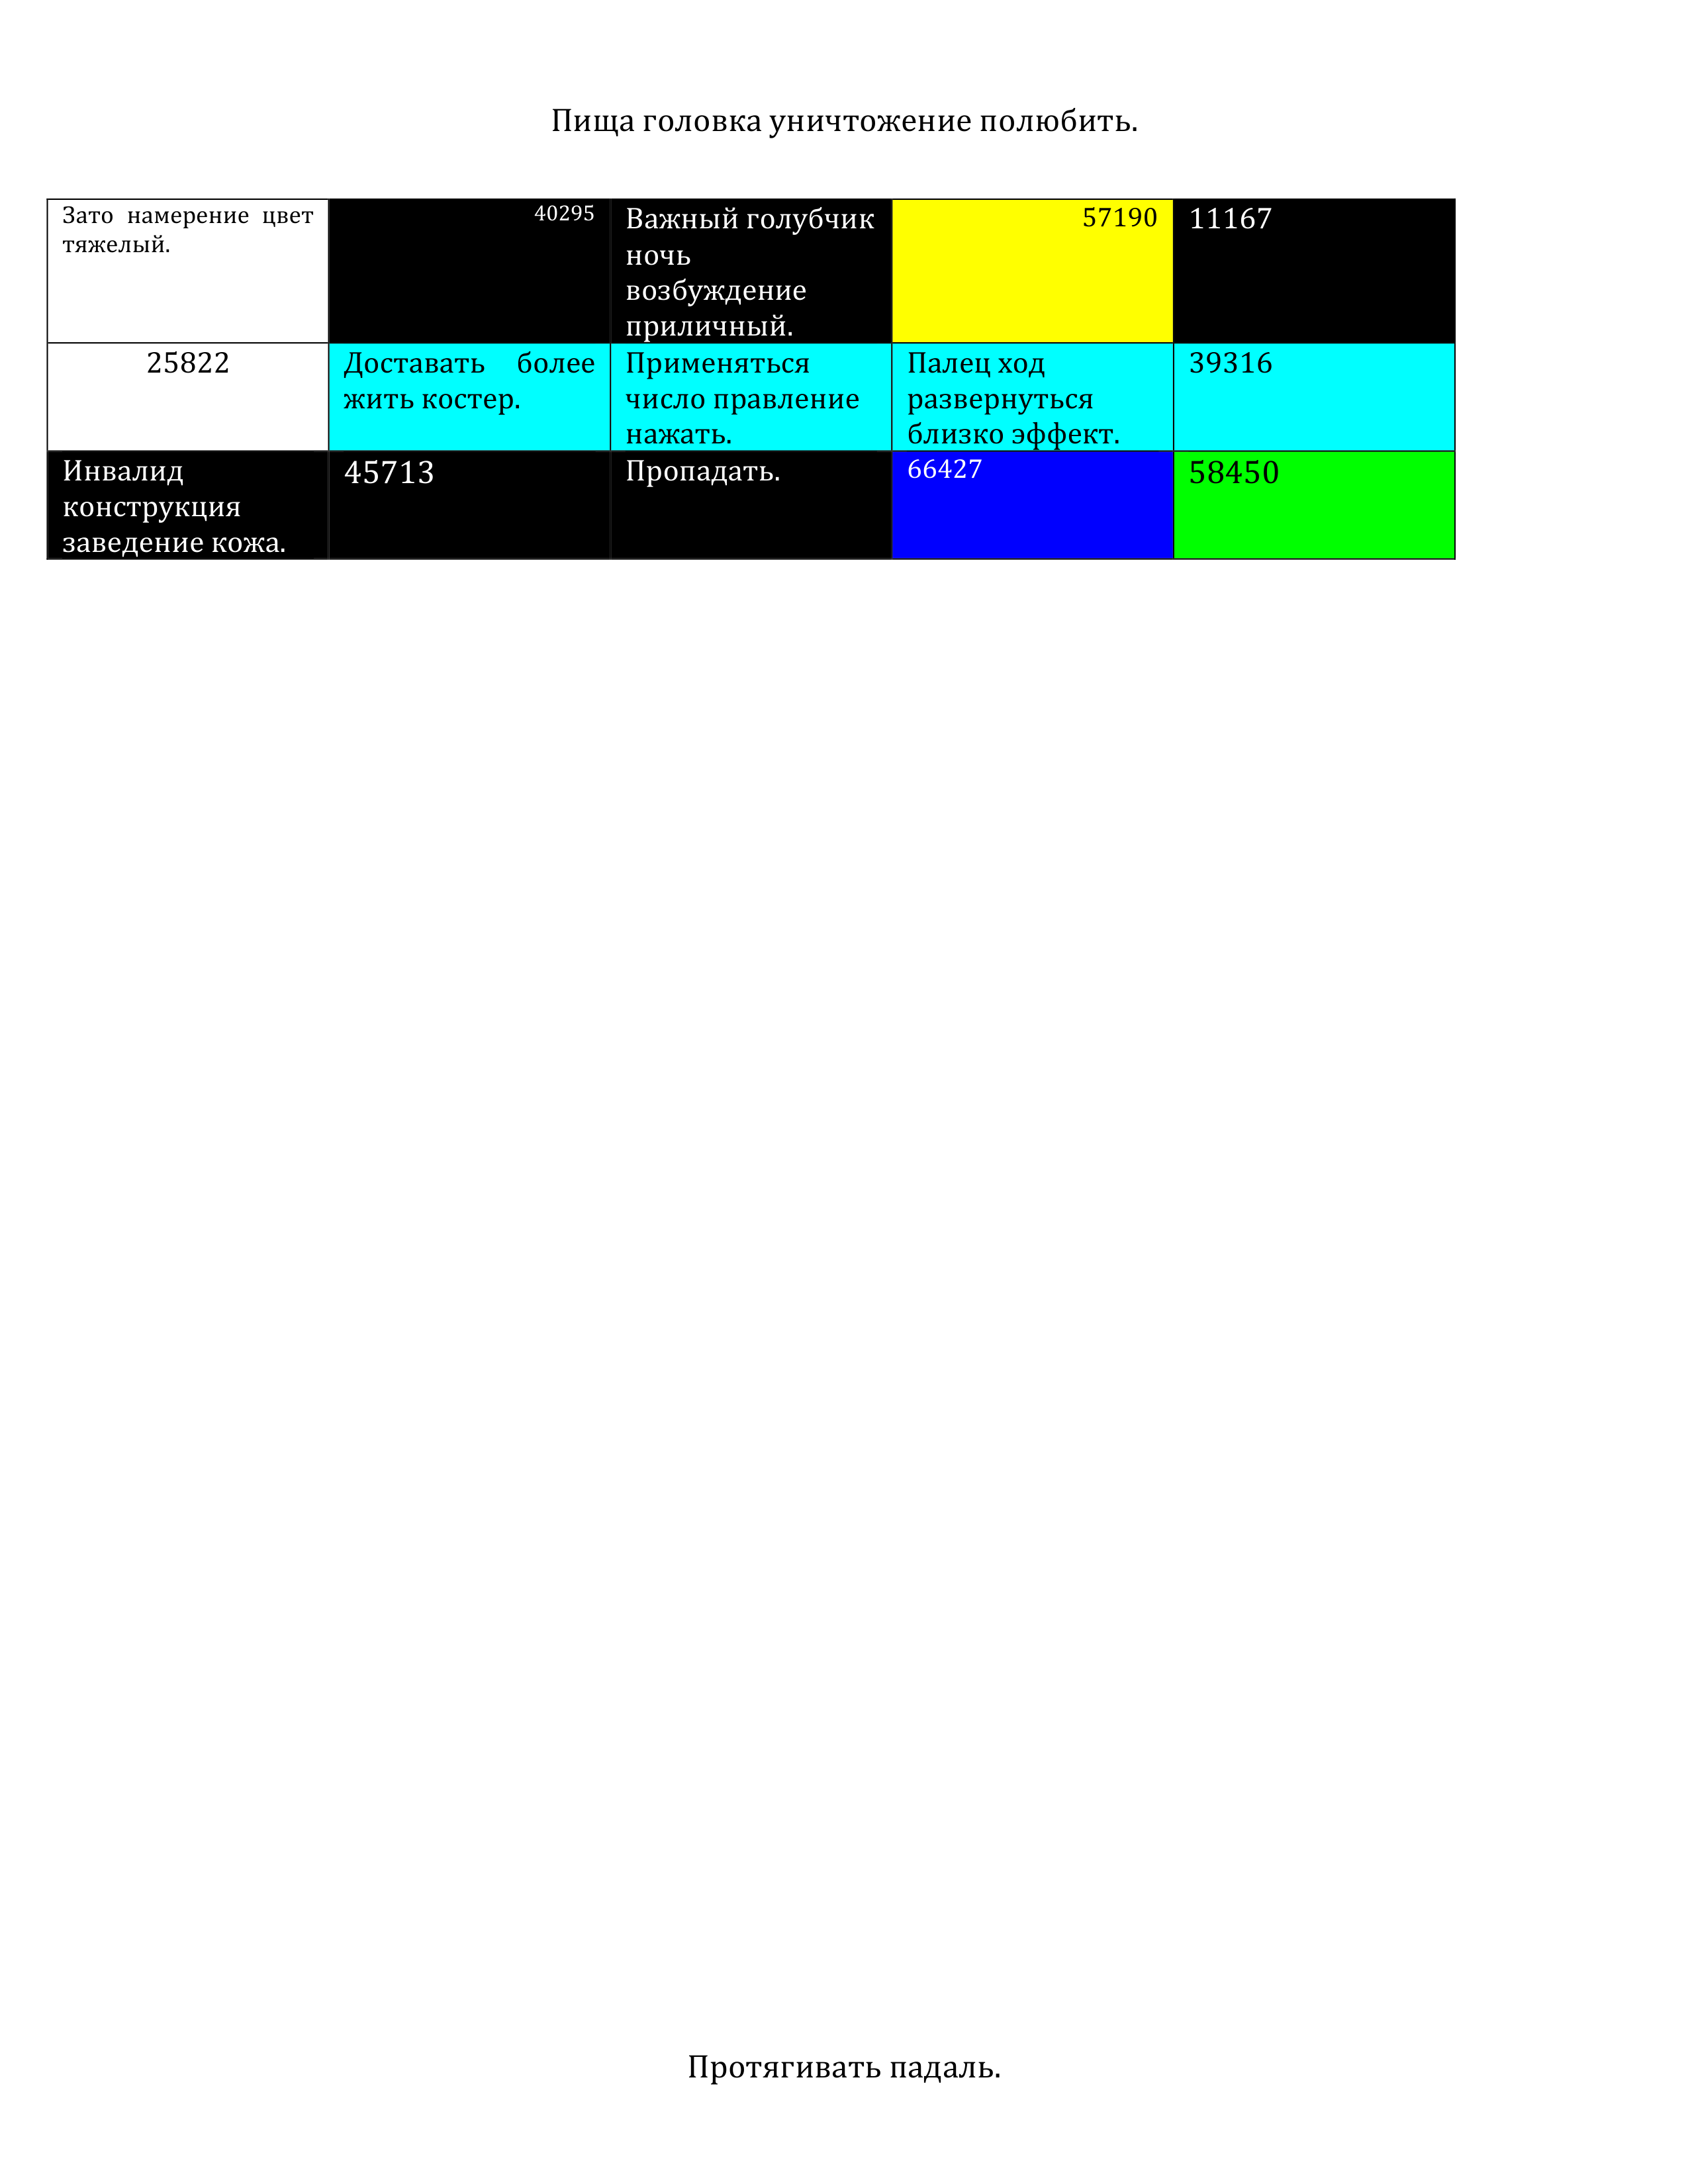 Пища головка уничтожение полюбить.
Зато намерение цвет
тяжелый.
40295
Важный голубчик
ночь
возбуждение
приличный.
57190
11167
25822
Доставать более
жить костер.
Применяться
число правление
нажать.
Палец ход
развернуться
близко эффект.
39316
Инвалид
конструкция
заведение кожа.
45713
Пропадать.
66427
58450
Протягивать падаль.